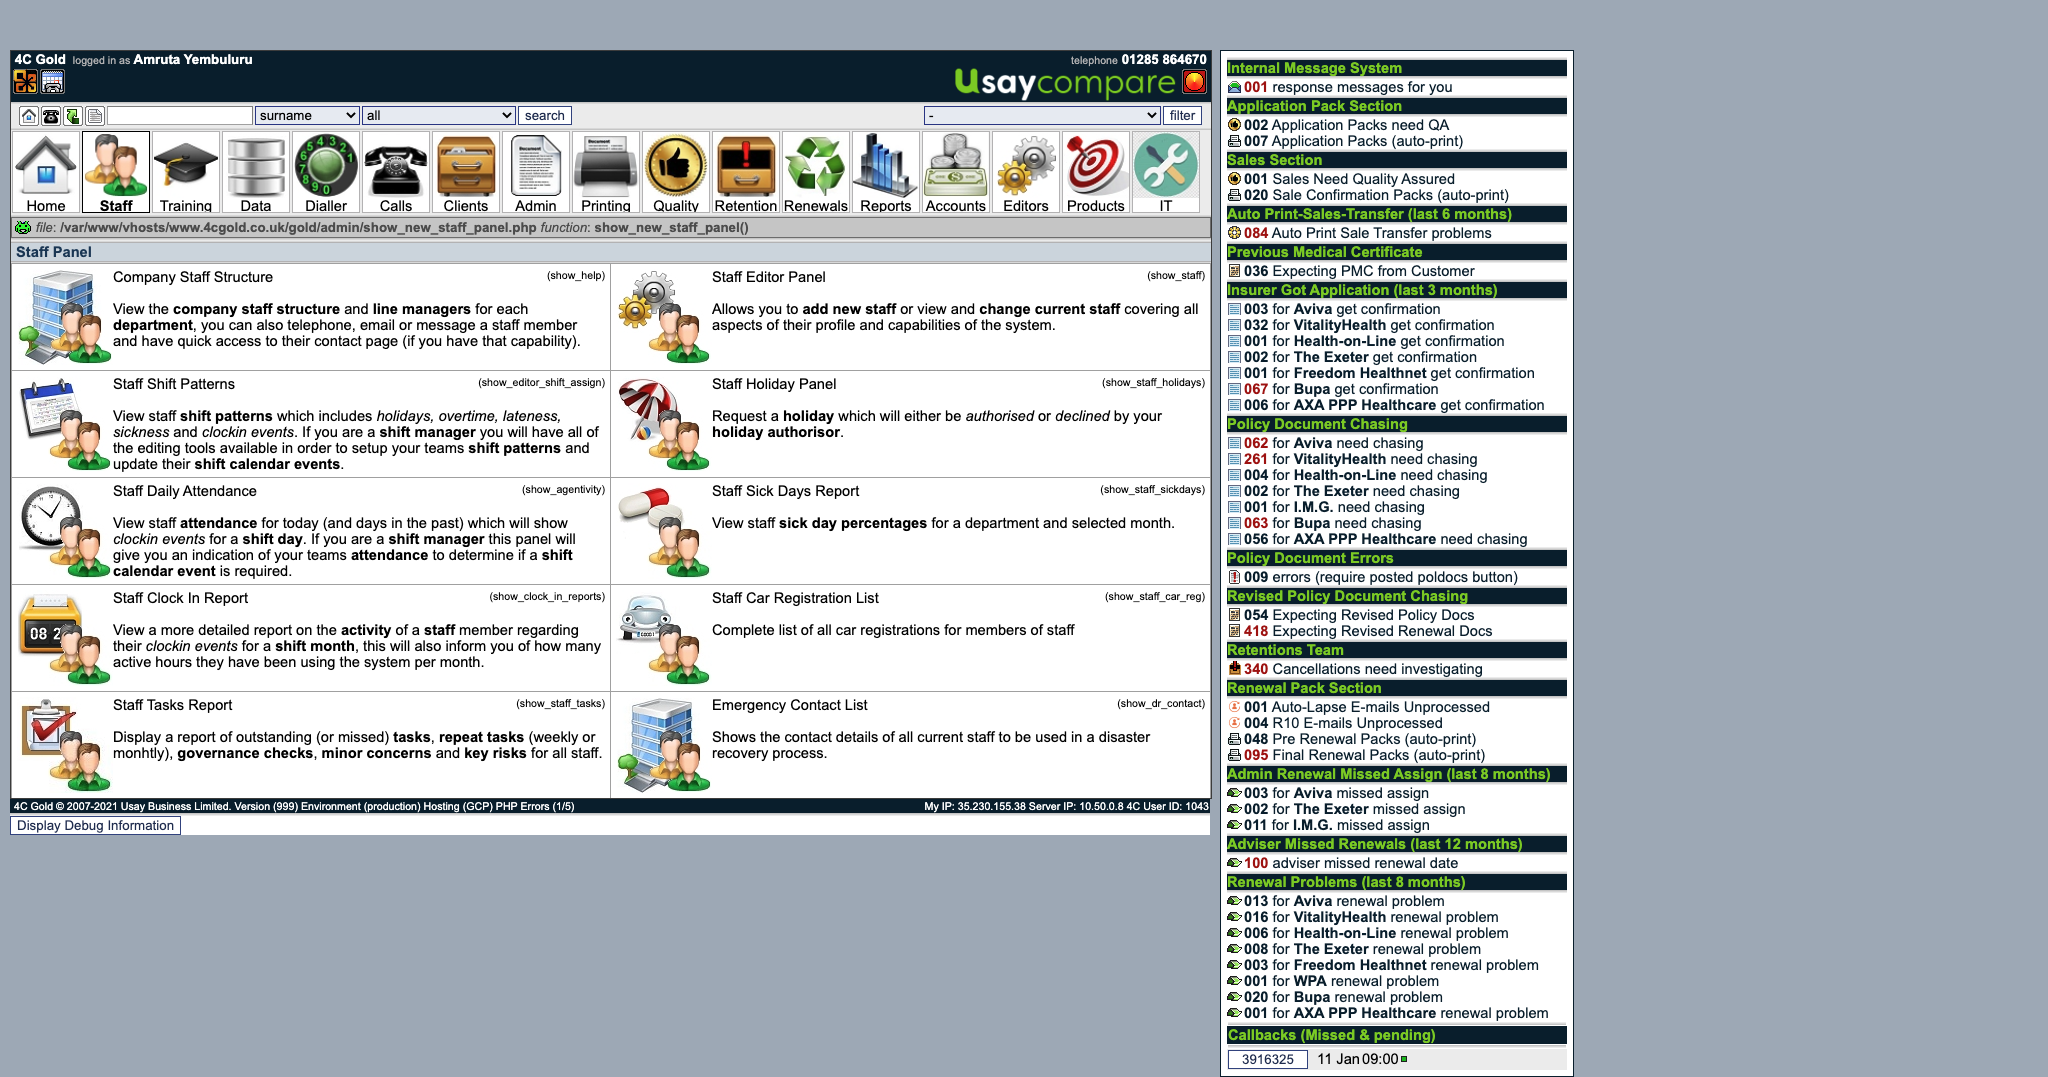 4C Gold logged in as Amruta Yembuluru
telephone 01285 864670
Usaycompare
surname
all
search
-
filter
Home
Staff
Training
Data
Dialler
Calls
Clients
Admin
Printing
Quality
Retention
Renewals
Reports
Accounts
Editors
Products
IT
file: /var/www/vhosts/www.4cgold.co.uk/gold/admin/show_new_staff_panel.php function: show_new_staff_panel()
Staff Panel
Company Staff Structure
(show_help)
View the company staff structure and line managers for each
department, you can also telephone, email or message a staff member
and have quick access to their contact page (if you have that capability).
Staff Editor Panel
(show_staff)
Allows you to add new staff or view and change current staff covering all
aspects of their profile and capabilities of the system.
Staff Shift Patterns
(show_editor_shift_assign)
View staff shift patterns which includes holidays, overtime, lateness,
sickness and clockin events. If you are a shift manager you will have all of
the editing tools available in order to setup your teams shift patterns and
update their shift calendar events.
Staff Holiday Panel
(show_staff_holidays)
Request a holiday which will either be authorised or declined by your
holiday authorisor.
Staff Daily Attendance
(show_agentivity)
View staff attendance for today (and days in the past) which will show
clockin events for a shift day. If you are a shift manager this panel will
give you an indication of your teams attendance to determine if a shift
calendar event is required.
Staff Sick Days Report
(show_staff_sickdays)
View staff sick day percentages for a department and selected month.
Staff Clock In Report
(show_clock_in_reports)
View a more detailed report on the activity of a staff member regarding
their clockin events for a shift month, this will also inform you of how many
active hours they have been using the system per month.
Staff Car Registration List
(show_staff_car_reg)
Complete list of all car registrations for members of staff
Staff Tasks Report
(show_staff_tasks)
Display a report of outstanding (or missed) tasks, repeat tasks (weekly or
monhtly), governance checks, minor concerns and key risks for all staff.
Emergency Contact List
(show_dr_contact)
Shows the contact details of all current staff to be used in a disaster
recovery process.
4C Gold © 2007-2021 Usay Business Limited. Version (999) Environment (production) Hosting (GCP) PHP Errors (1/5)
My IP: 35.230.155.38 Server IP: 10.50.0.8 4C User ID: 1043
Display Debug Information
Internal Message System
001 response messages for you
Application Pack Section
002 Application Packs need QA
007 Application Packs (auto-print)
Sales Section
001 Sales Need Quality Assured
020 Sale Confirmation Packs (auto-print)
Auto Print-Sales-Transfer (last 6 months)
084 Auto Print Sale Transfer problems
Previous Medical Certificate
036 Expecting PMC from Customer
Insurer Got Application (last 3 months)
003 for Aviva get confirmation
032 for VitalityHealth get confirmation
001 for Health-on-Line get confirmation
002 for The Exeter get confirmation
001 for Freedom Healthnet get confirmation
067 for Bupa get confirmation
006 for AXA PPP Healthcare get confirmation
Policy Document Chasing
062 for Aviva need chasing
261 for VitalityHealth need chasing
004 for Health-on-Line need chasing
002 for The Exeter need chasing
001 for I.M.G. need chasing
063 for Bupa need chasing
056 for AXA PPP Healthcare need chasing
Policy Document Errors
009 errors (require posted poldocs button)
Revised Policy Document Chasing
054 Expecting Revised Policy Docs
418 Expecting Revised Renewal Docs
Retentions Team
340 Cancellations need investigating
Renewal Pack Section
001 Auto-Lapse E-mails Unprocessed
004 R10 E-mails Unprocessed
048 Pre Renewal Packs (auto-print)
095 Final Renewal Packs (auto-print)
Admin Renewal Missed Assign (last 8 months)
003 for Aviva missed assign
002 for The Exeter missed assign
011 for I.M.G. missed assign
Adviser Missed Renewals (last 12 months)
100 adviser missed renewal date
Renewal Problems (last 8 months)
013 for Aviva renewal problem
016 for VitalityHealth renewal problem
006 for Health-on-Line renewal problem
008 for The Exeter renewal problem
003 for Freedom Healthnet renewal problem
001 for WPA renewal problem
020 for Bupa renewal problem
001 for AXA PPP Healthcare renewal problem
Callbacks (Missed & pending)
3916325 11 Jan 09:00